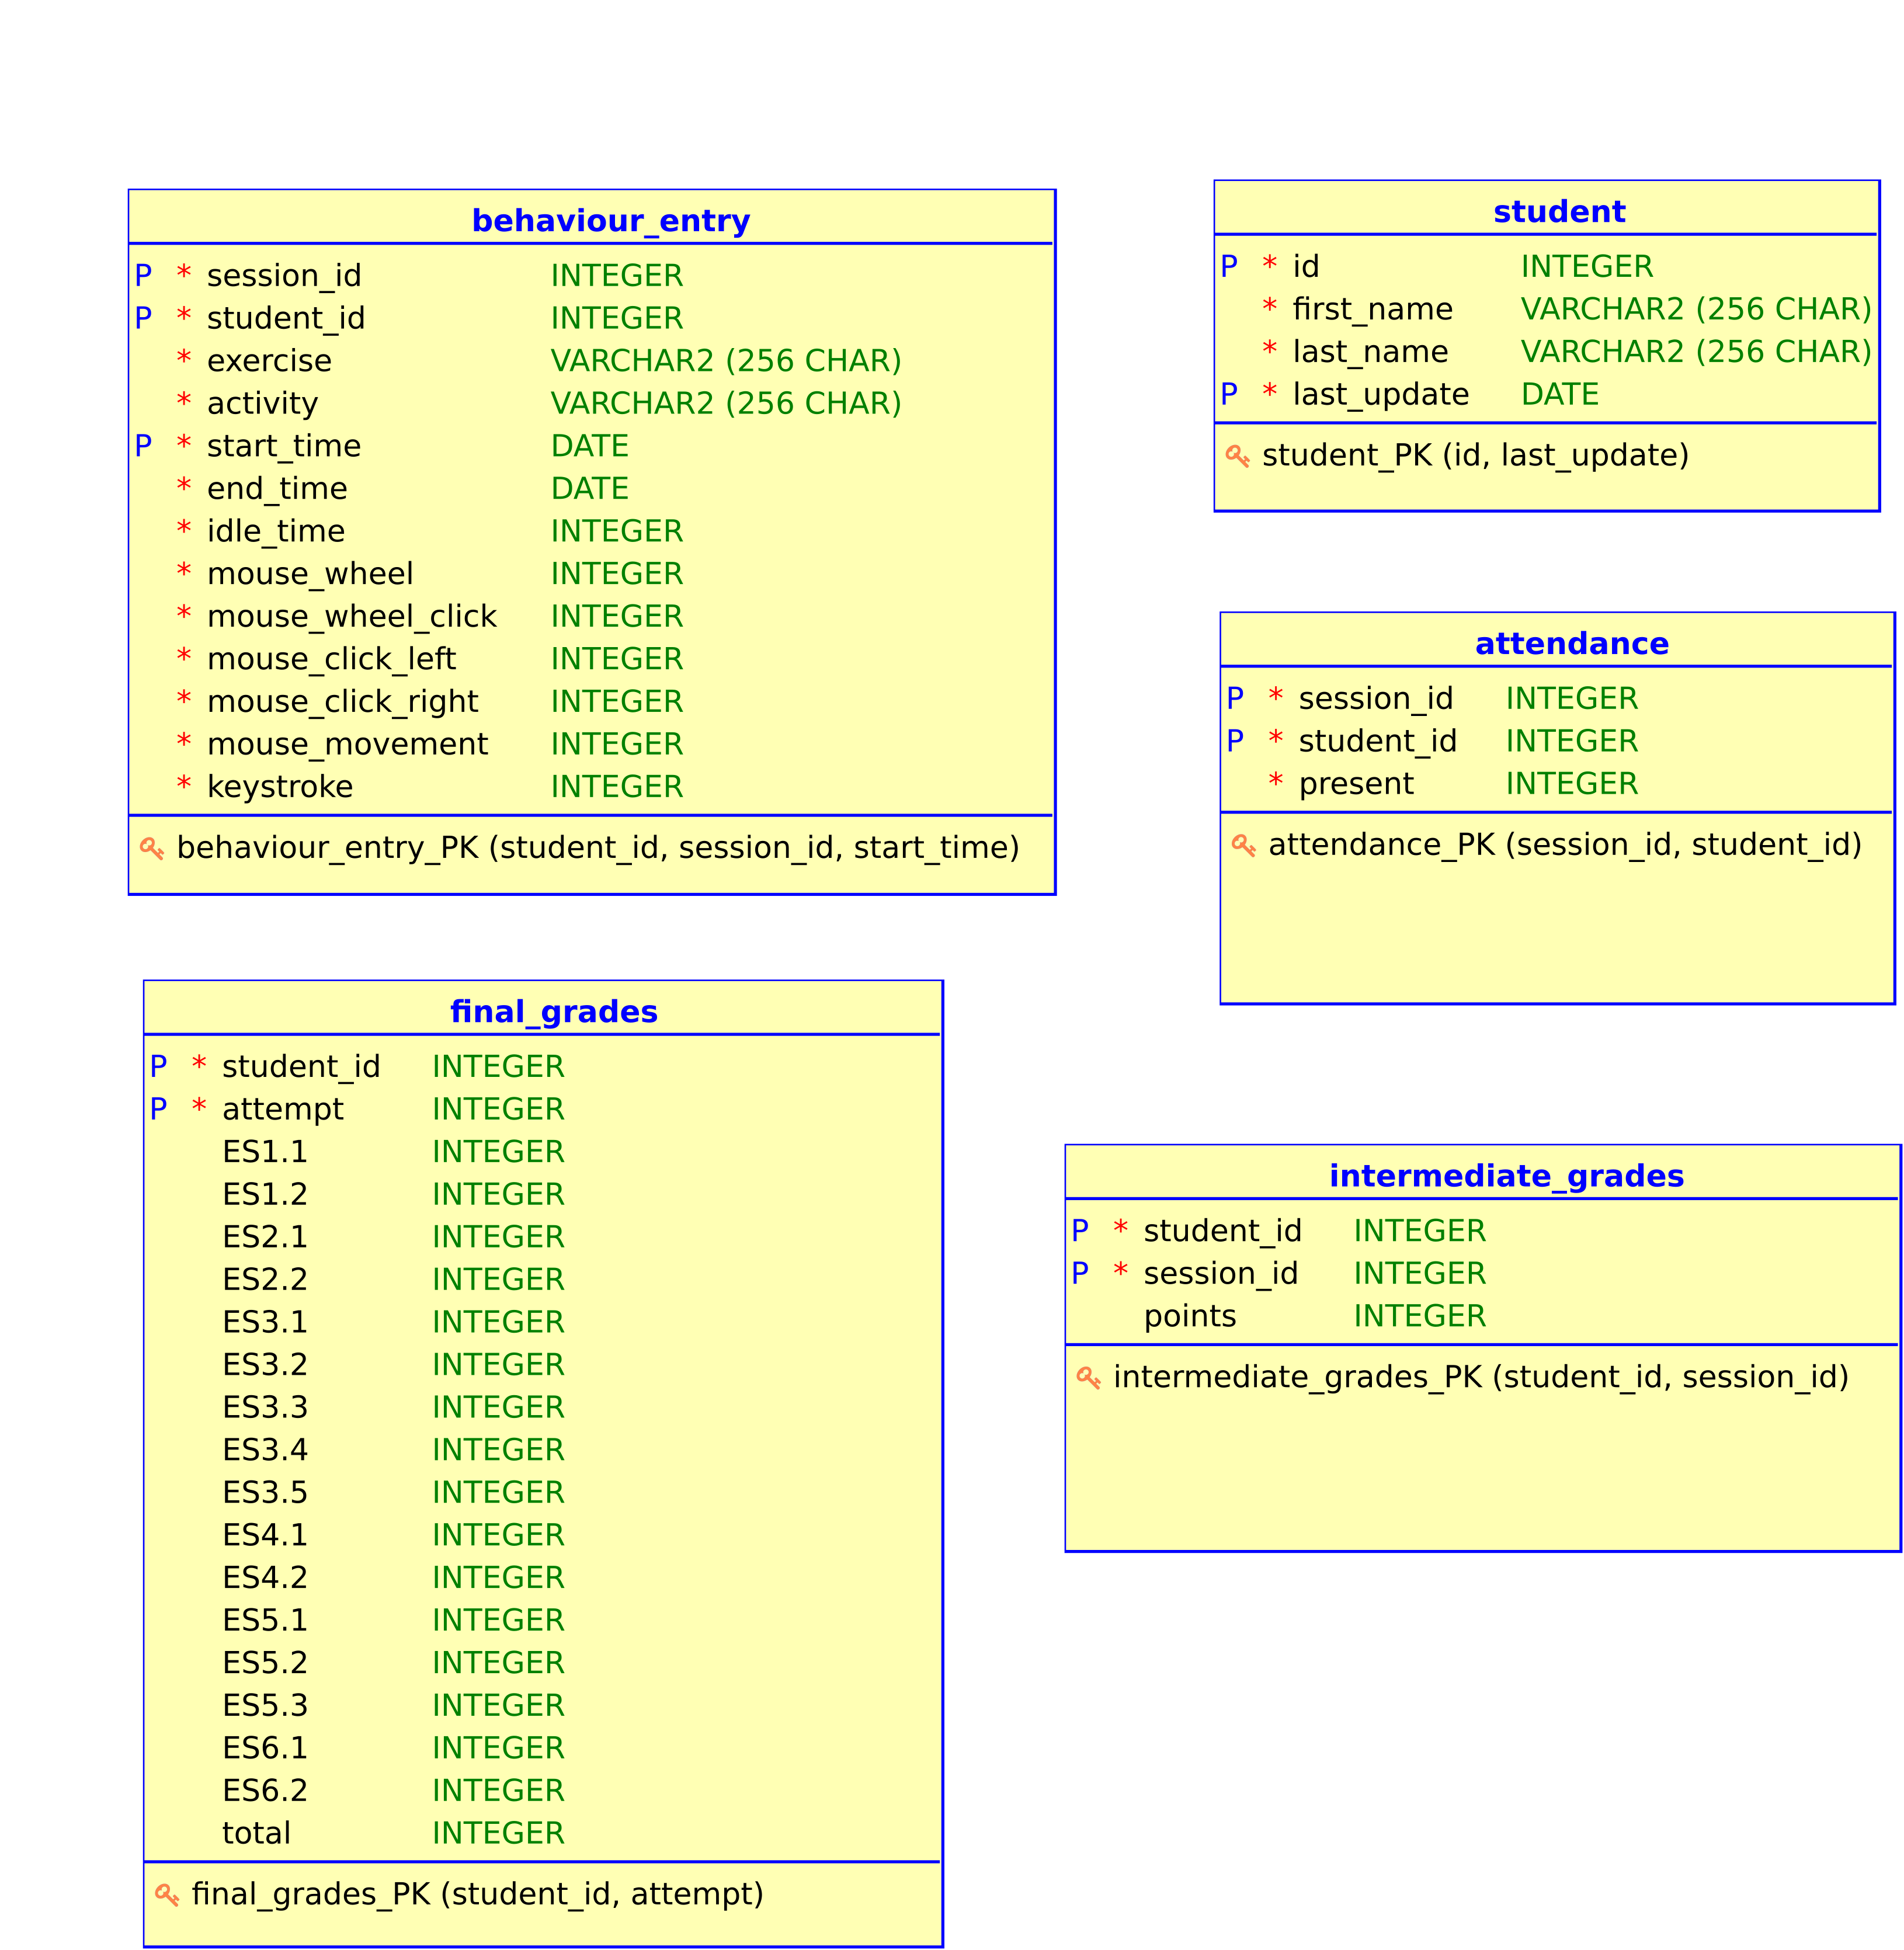 behaviour_entry
P * session_id INTEGER
P * student_id INTEGER
* exercise VARCHAR2 (256 CHAR)
* activity VARCHAR2 (256 CHAR)
P * start_time DATE
* end_time DATE
* idle_time INTEGER
* mouse_wheel INTEGER
* mouse_wheel_click INTEGER
* mouse_click_left INTEGER
* mouse_click_right INTEGER
* mouse_movement INTEGER
* keystroke INTEGER
behaviour_entry_PK (student_id, session_id, start_time)
student
P * id INTEGER
* first_name VARCHAR2 (256 CHAR)
* last_name VARCHAR2 (256 CHAR)
P * last_update DATE
student_PK (id, last_update)
attendance
P * session_id INTEGER
P * student_id INTEGER
* present INTEGER
attendance_PK (session_id, student_id)
final_grades
P * student_id INTEGER
P * attempt INTEGER
ES1.1 INTEGER
ES1.2 INTEGER
ES2.1 INTEGER
ES2.2 INTEGER
ES3.1 INTEGER
ES3.2 INTEGER
ES3.3 INTEGER
ES3.4 INTEGER
ES3.5 INTEGER
ES4.1 INTEGER
ES4.2 INTEGER
ES5.1 INTEGER
ES5.2 INTEGER
ES5.3 INTEGER
ES6.1 INTEGER
ES6.2 INTEGER
total INTEGER
final_grades_PK (student_id, attempt)
intermediate_grades
P * student_id INTEGER
P * session_id INTEGER
points INTEGER
intermediate_grades_PK (student_id, session_id)